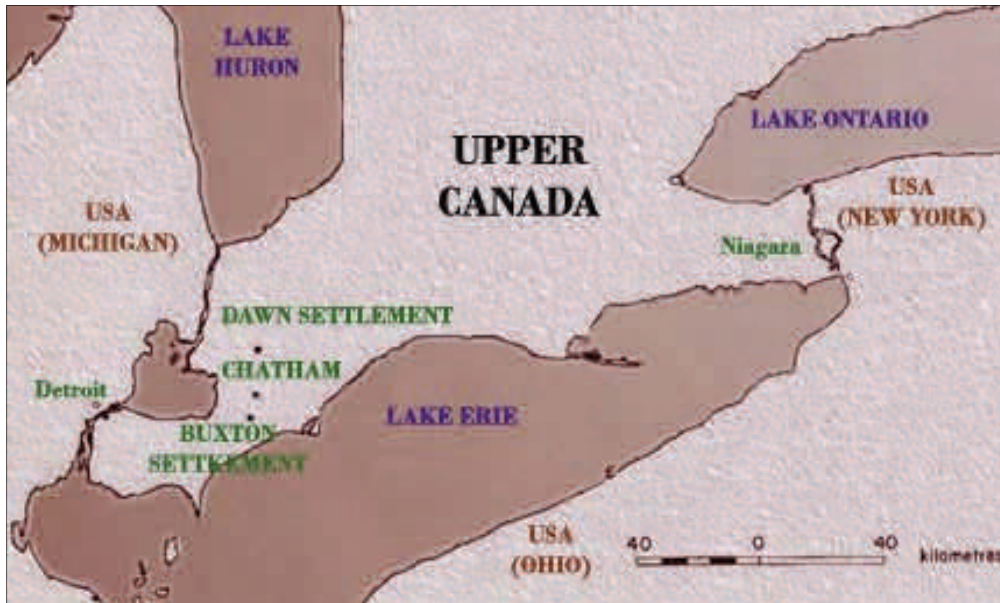 LAKE
HURON
LAKE ONTARIO
UPPER
CANADA
USA
(MICHIGAN)
USA
(NEW YORK)
Niagara
DAWN SETTLEMENT
CHATHAM
Detroit
LAKE ERIE
BUXTON
SETTKEMENT
USA
(OHIO)
40 0 40
kilometres